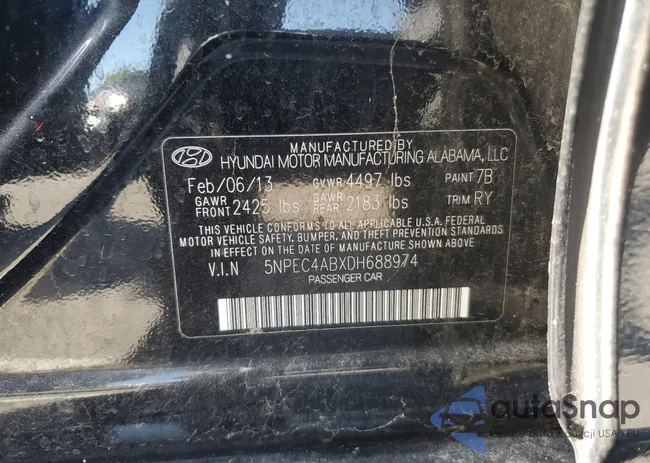 MANUFACTURED BY
HYUNDAI MOTOR MANUFACTURING ALABAMA, LLC
Feb/06/13 GVWR 4497 lbs PAINT 7B
GAWR FRONT 2425 lbs GAWR REAR 2183 lbs TRIM RY
THIS VEHICLE CONFORMS TO ALL APPLICABLE U.S.A. FEDERAL
MOTOR VEHICLE SAFETY, BUMPER, AND THEFT PREVENTION STANDARDS
IN EFFECT ON THE DATE OF MANUFACTURE SHOWN ABOVE.
V.I.N 5NPEC4ABXDH688974
PASSENGER CAR
autoSnap
USA